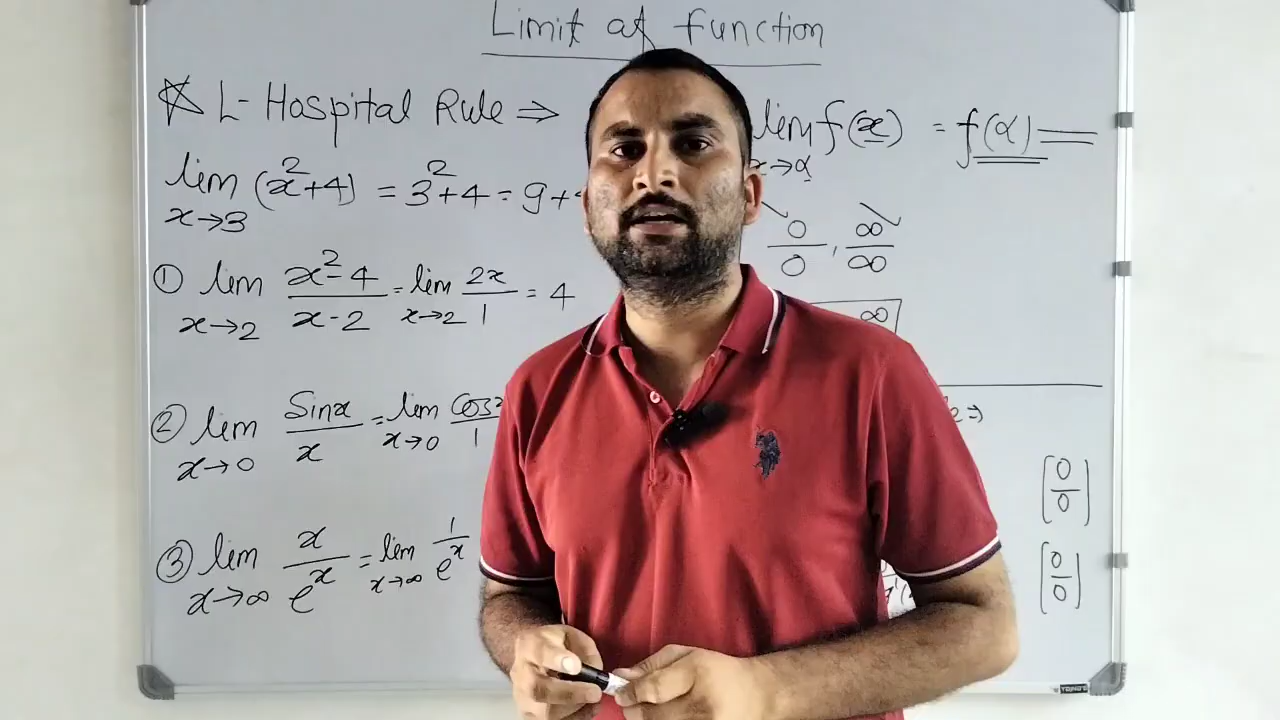 Limit of function
☆ L-Hospital Rule ⇒ lim f(x) = f(α)
x→α
lim (x²+4) = 3²+4 = 9+
x→3
0/0 , ∞/∞
① lim x²-4/x-2 = lim 2x/1 = 4
x→2 x→2
∞
② lim sinx/x = lim cosx/1
x→0 x→0
[0/0]
③ lim x/eˣ = lim 1/eˣ
x→∞ x→∞
[0/0]